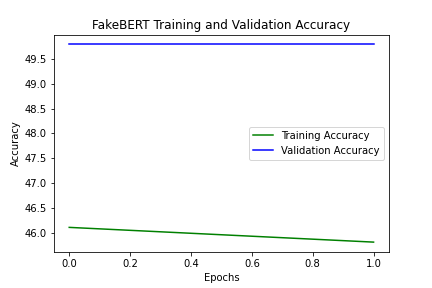 FakeBERT Training and Validation Accuracy
49.5
49.0
48.5
48.0
47.5
47.0
46.5
46.0
Accuracy
Training Accuracy
Validation Accuracy
0.0 0.2 0.4 0.6 0.8 1.0
Epochs